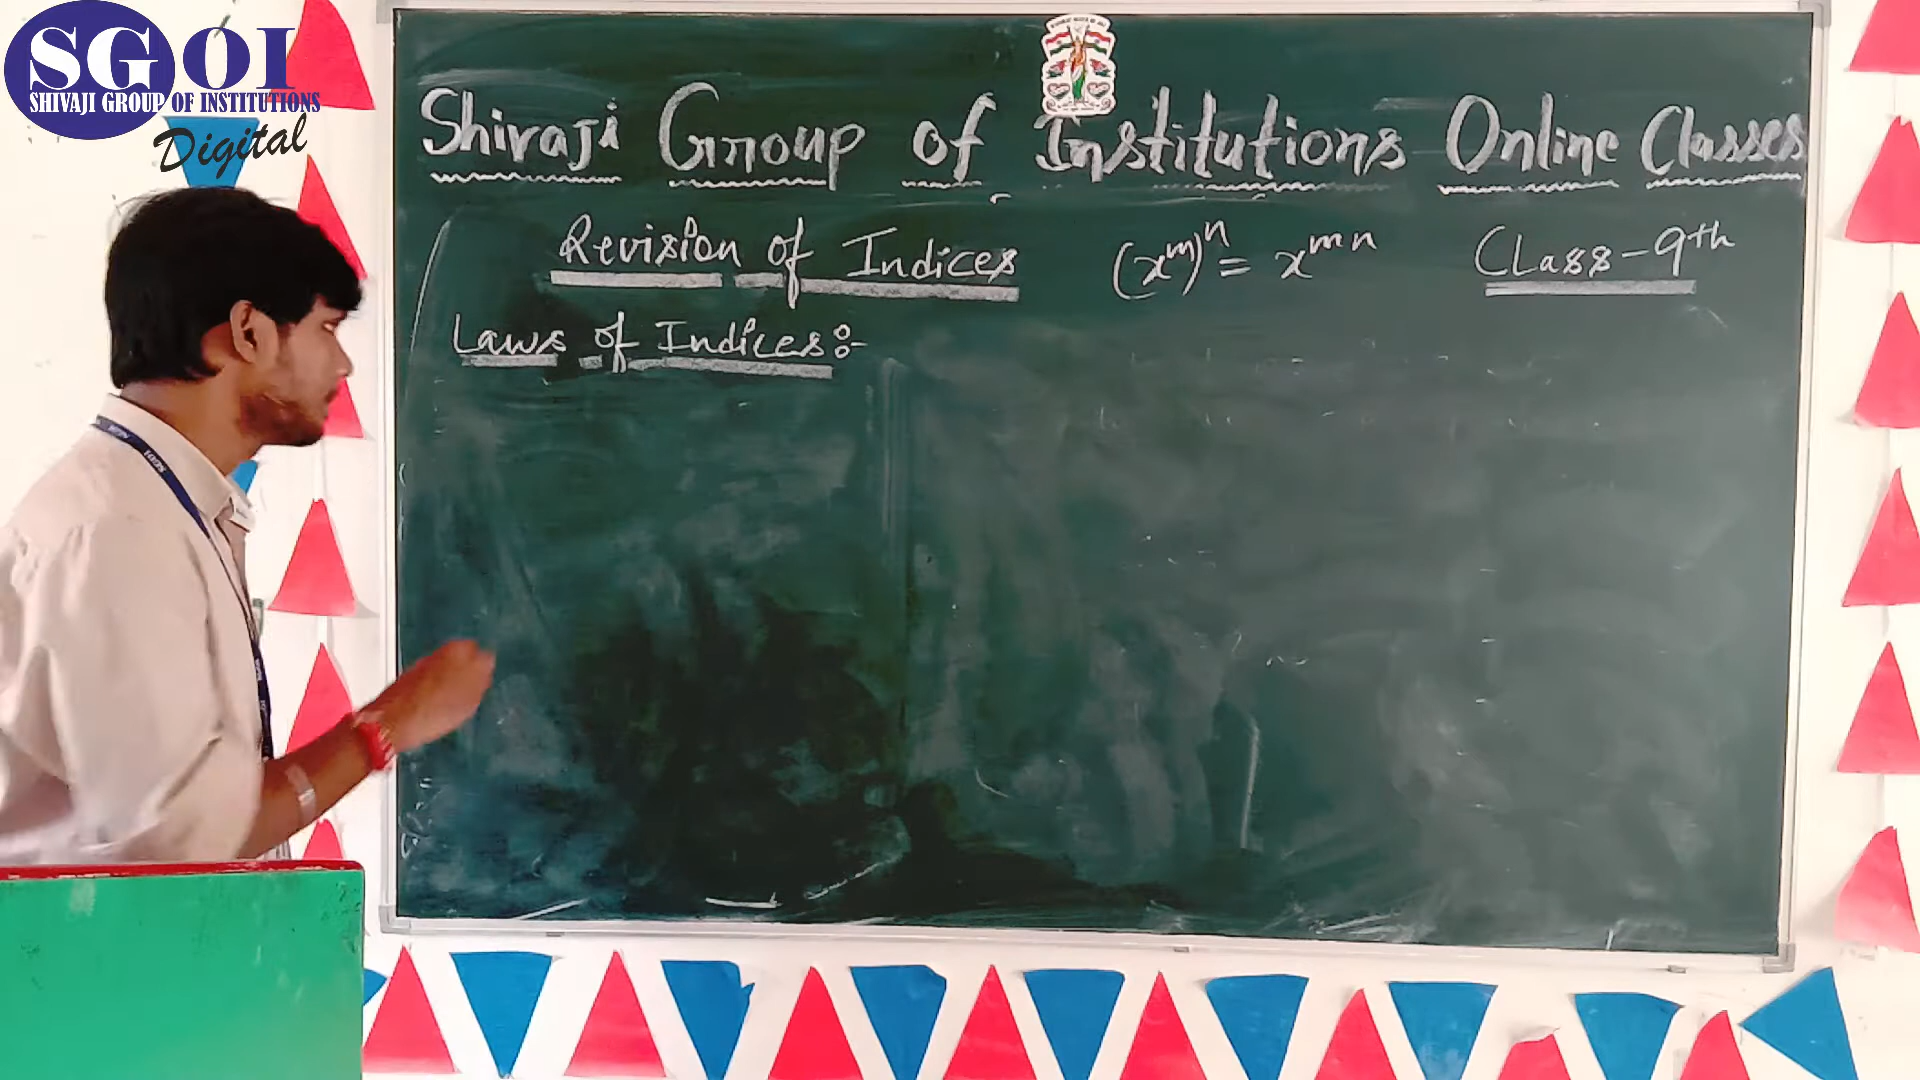 SGOI
SHIVAJI GROUP OF INSTITUTIONS
Digital
Shivaji Group of Institutions Online Classes
Revision of Indices (x^m)^n = x^mn Class-9th
Laws of Indices:-